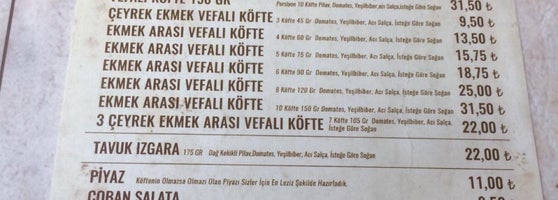 VEFALI KÖFTE 150 GR Porsiyon 10 Köfte Pilav, Domates, Yeşilbiber, acı salça, İsteğe Göre Soğan 31,50 ₺
ÇEYREK EKMEK VEFALI KÖFTE 3 Köfte 45 Gr Domates, Yeşilbiber, Acı Salça, İsteğe Göre Soğan 9,50 ₺
EKMEK ARASI VEFALI KÖFTE 4 Köfte 60 Gr Domates, Yeşilbiber, Acı Salça, İsteğe Göre Soğan 13,50 ₺
EKMEK ARASI VEFALI KÖFTE 5 Köfte 75 Gr Domates, Yeşilbiber, Acı Salça, İsteğe Göre Soğan 15,75 ₺
EKMEK ARASI VEFALI KÖFTE 6 Köfte 90 Gr Domates, Yeşilbiber, Acı Salça, İsteğe Göre Soğan 18,75 ₺
EKMEK ARASI VEFALI KÖFTE 8 Köfte 120 Gr Domates, Yeşilbiber, Acı Salça, İsteğe Göre Soğan 25,00 ₺
EKMEK ARASI VEFALI KÖFTE 10 Köfte 150 Gr Domates, Yeşilbiber, Acı Salça, İsteğe Göre Soğan 31,50 ₺
3 ÇEYREK EKMEK ARASI VEFALI KÖFTE 7 Köfte 105 Gr Domates, Yeşilbiber, Acı Salça, İsteğe Göre Soğan 22,00 ₺
TAVUK IZGARA 175 GR Dağ Kekikli Pilav, Domates, Yeşilbiber, Acı Salça, İsteğe Göre Soğan 22,00 ₺
PİYAZ Köftenin Olmazsa Olmazı Olan Piyazı Sizler İçin En Leziz Şekilde Hazırladık. 11,00 ₺
ÇOBAN SALATA